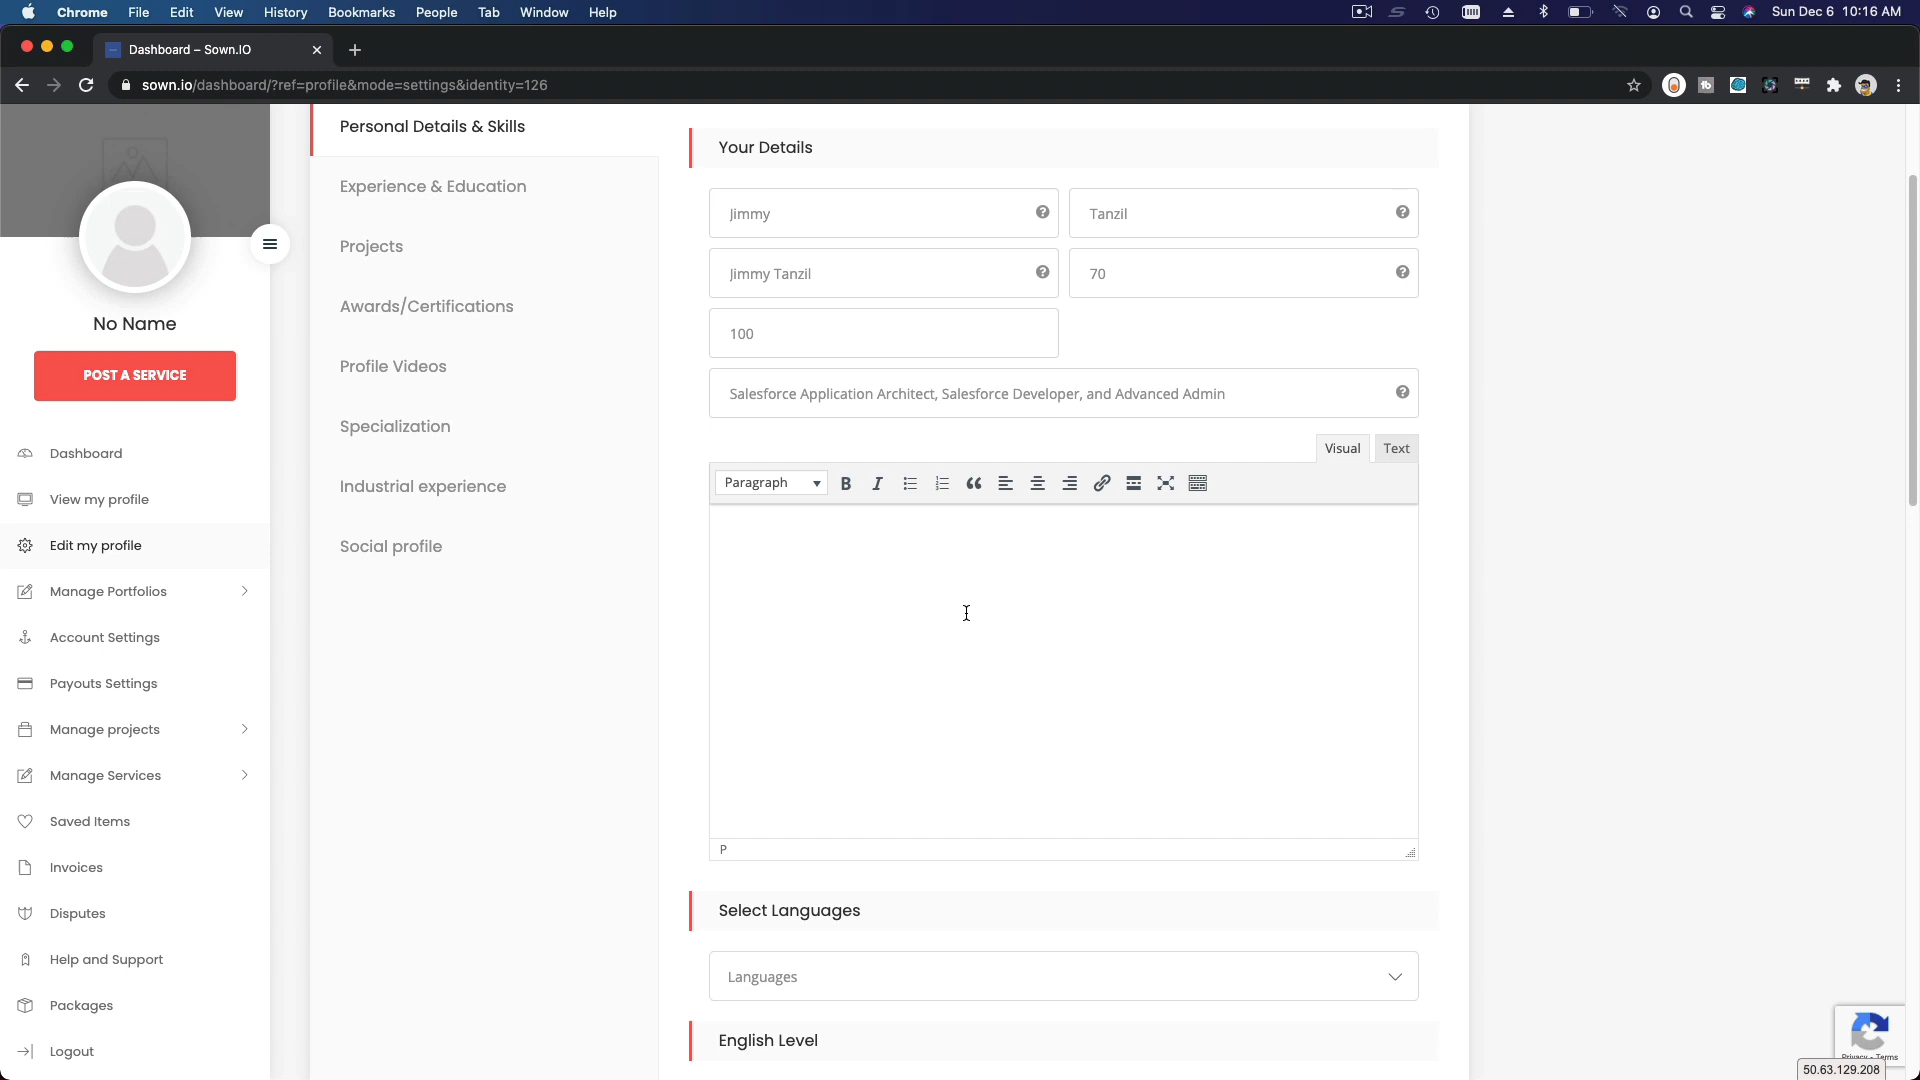 Chrome File Edit View History Bookmarks People Tab Window Help Sun Dec 6 10:16 AM
Dashboard – Sown.IO
sown.io/dashboard/?ref=profile&mode=settings&identity=126
No Name
POST A SERVICE
Dashboard
View my profile
Edit my profile
Manage Portfolios
Account Settings
Payouts Settings
Manage projects
Manage Services
Saved Items
Invoices
Disputes
Help and Support
Packages
Logout
Personal Details & Skills
Experience & Education
Projects
Awards/Certifications
Profile Videos
Specialization
Industrial experience
Social profile
Your Details
Jimmy
Tanzil
Jimmy Tanzil
70
100
Salesforce Application Architect, Salesforce Developer, and Advanced Admin
Visual Text
Paragraph
P
Select Languages
Languages
English Level
Privacy - Terms
50.63.129.208